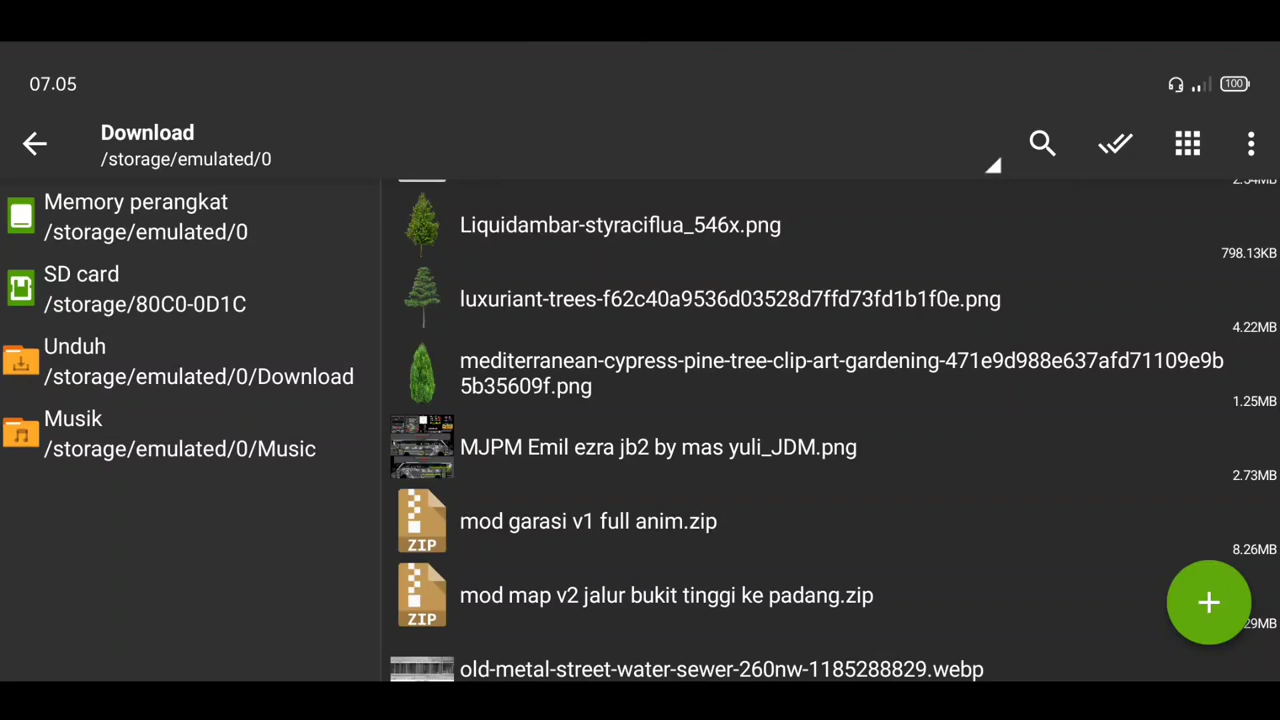 07.05
100
Download
/storage/emulated/0
Memory perangkat
/storage/emulated/0
SD card
/storage/80C0-0D1C
Unduh
/storage/emulated/0/Download
Musik
/storage/emulated/0/Music
Liquidambar-styraciflua_546x.png
798.13KB
luxuriant-trees-f62c40a9536d03528d7ffd73fd1b1f0e.png
4.22MB
mediterranean-cypress-pine-tree-clip-art-gardening-471e9d988e637afd71109e9b
5b35609f.png
1.25MB
MJPM Emil ezra jb2 by mas yuli_JDM.png
2.73MB
ZIP
mod garasi v1 full anim.zip
8.26MB
ZIP
mod map v2 jalur bukit tinggi ke padang.zip
29MB
old-metal-street-water-sewer-260nw-1185288829.webp